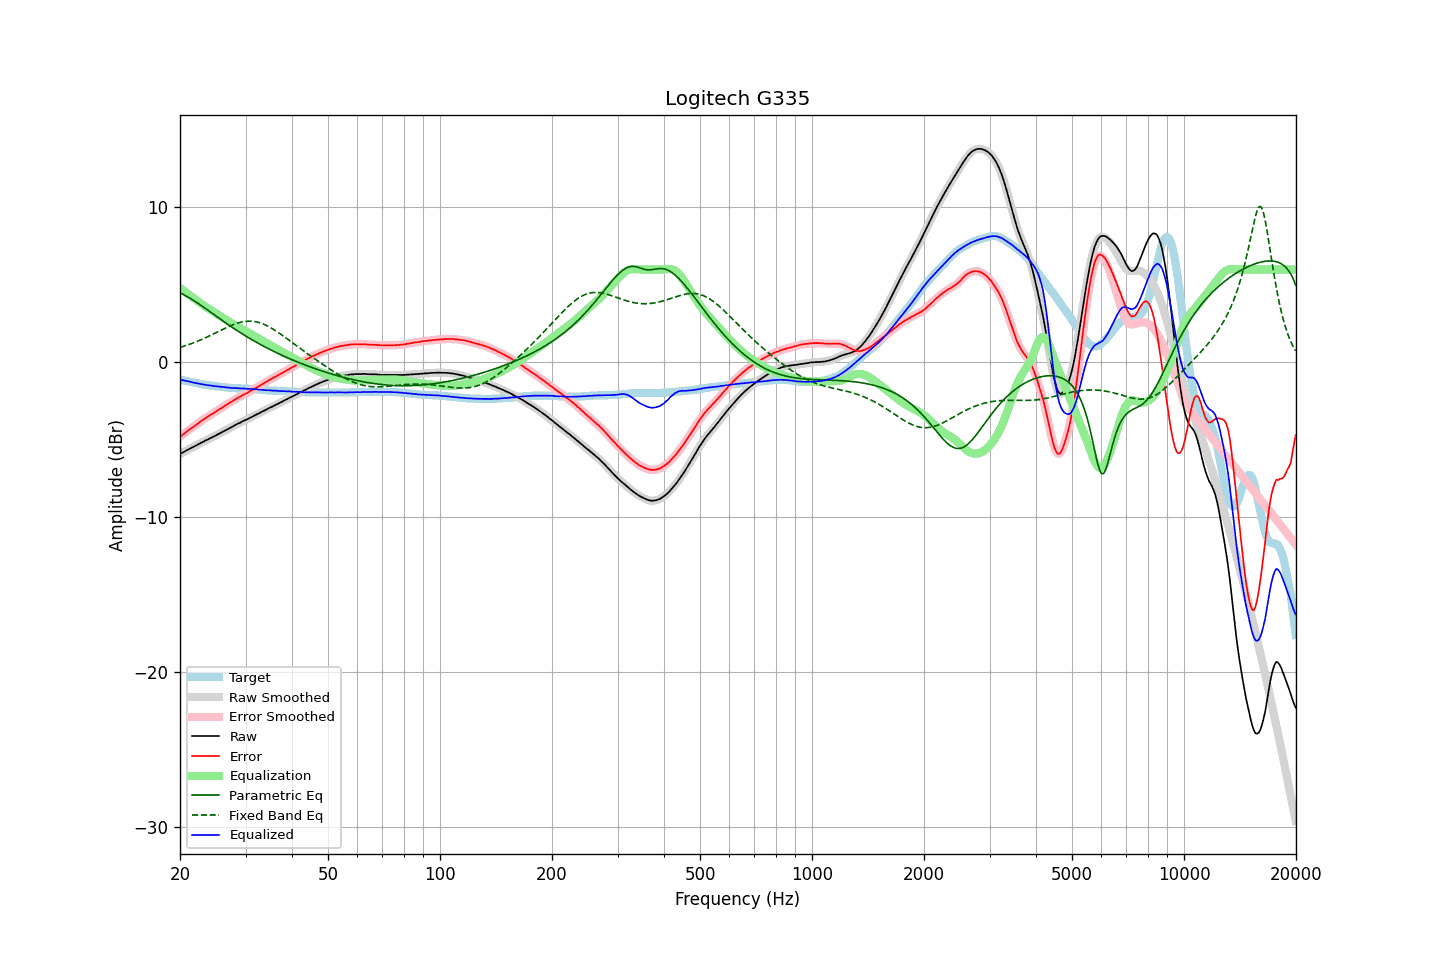 Logitech G335
Amplitude (dBr)
10
0
−10
−20
−30
Target
Raw Smoothed
Error Smoothed
Raw
Error
Equalization
Parametric Eq
Fixed Band Eq
Equalized
20 50 100 200 500 1000 2000 5000 10000 20000
Frequency (Hz)